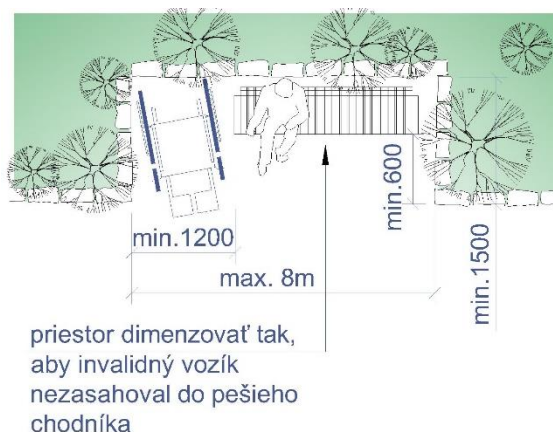 min.600
min.1200
min.1500
max. 8m
priestor dimenzovať tak,
aby invalidný vozík
nezasahoval do pešieho
chodníka